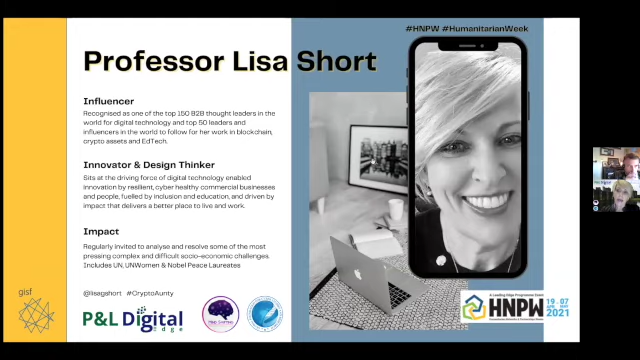 #HNPW #HumanitarianWeek
Professor Lisa Short
Influencer
Recognised as one of the top 150 B2B thought leaders in the
world for digital technology and top 50 leaders and
influencers in the world to follow for her work in blockchain,
crypto assets and EdTech.
Innovator & Design Thinker
Sits at the driving force of digital technology enabled
innovation by resilient, cyber healthy commercial businesses
and people, fuelled by inclusion and education, and driven by
impact that delivers a better place to live and work.
Impact
Regularly invited to analyse and resolve some of the most
pressing complex and difficult socio-economic challenges.
Includes UN, UNWomen & Nobel Peace Laureates
@lisagshort #CryptoAunty
gisf
P&L Digital
Edge
HNPW
19 07
2021